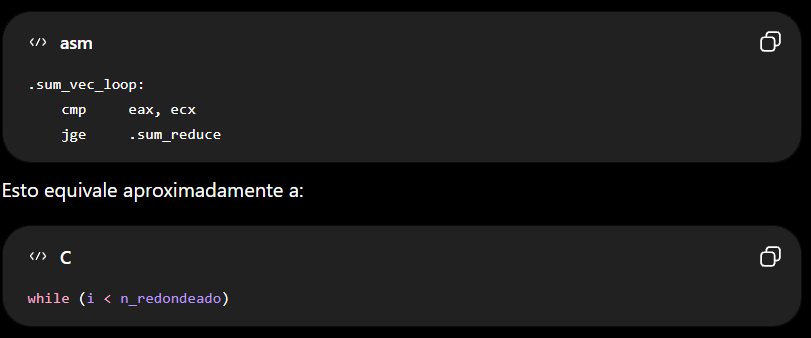 </> asm
.sum_vec_loop:
    cmp     eax, ecx
    jge     .sum_reduce
Esto equivale aproximadamente a:
</> C
while (i < n_redondeado)